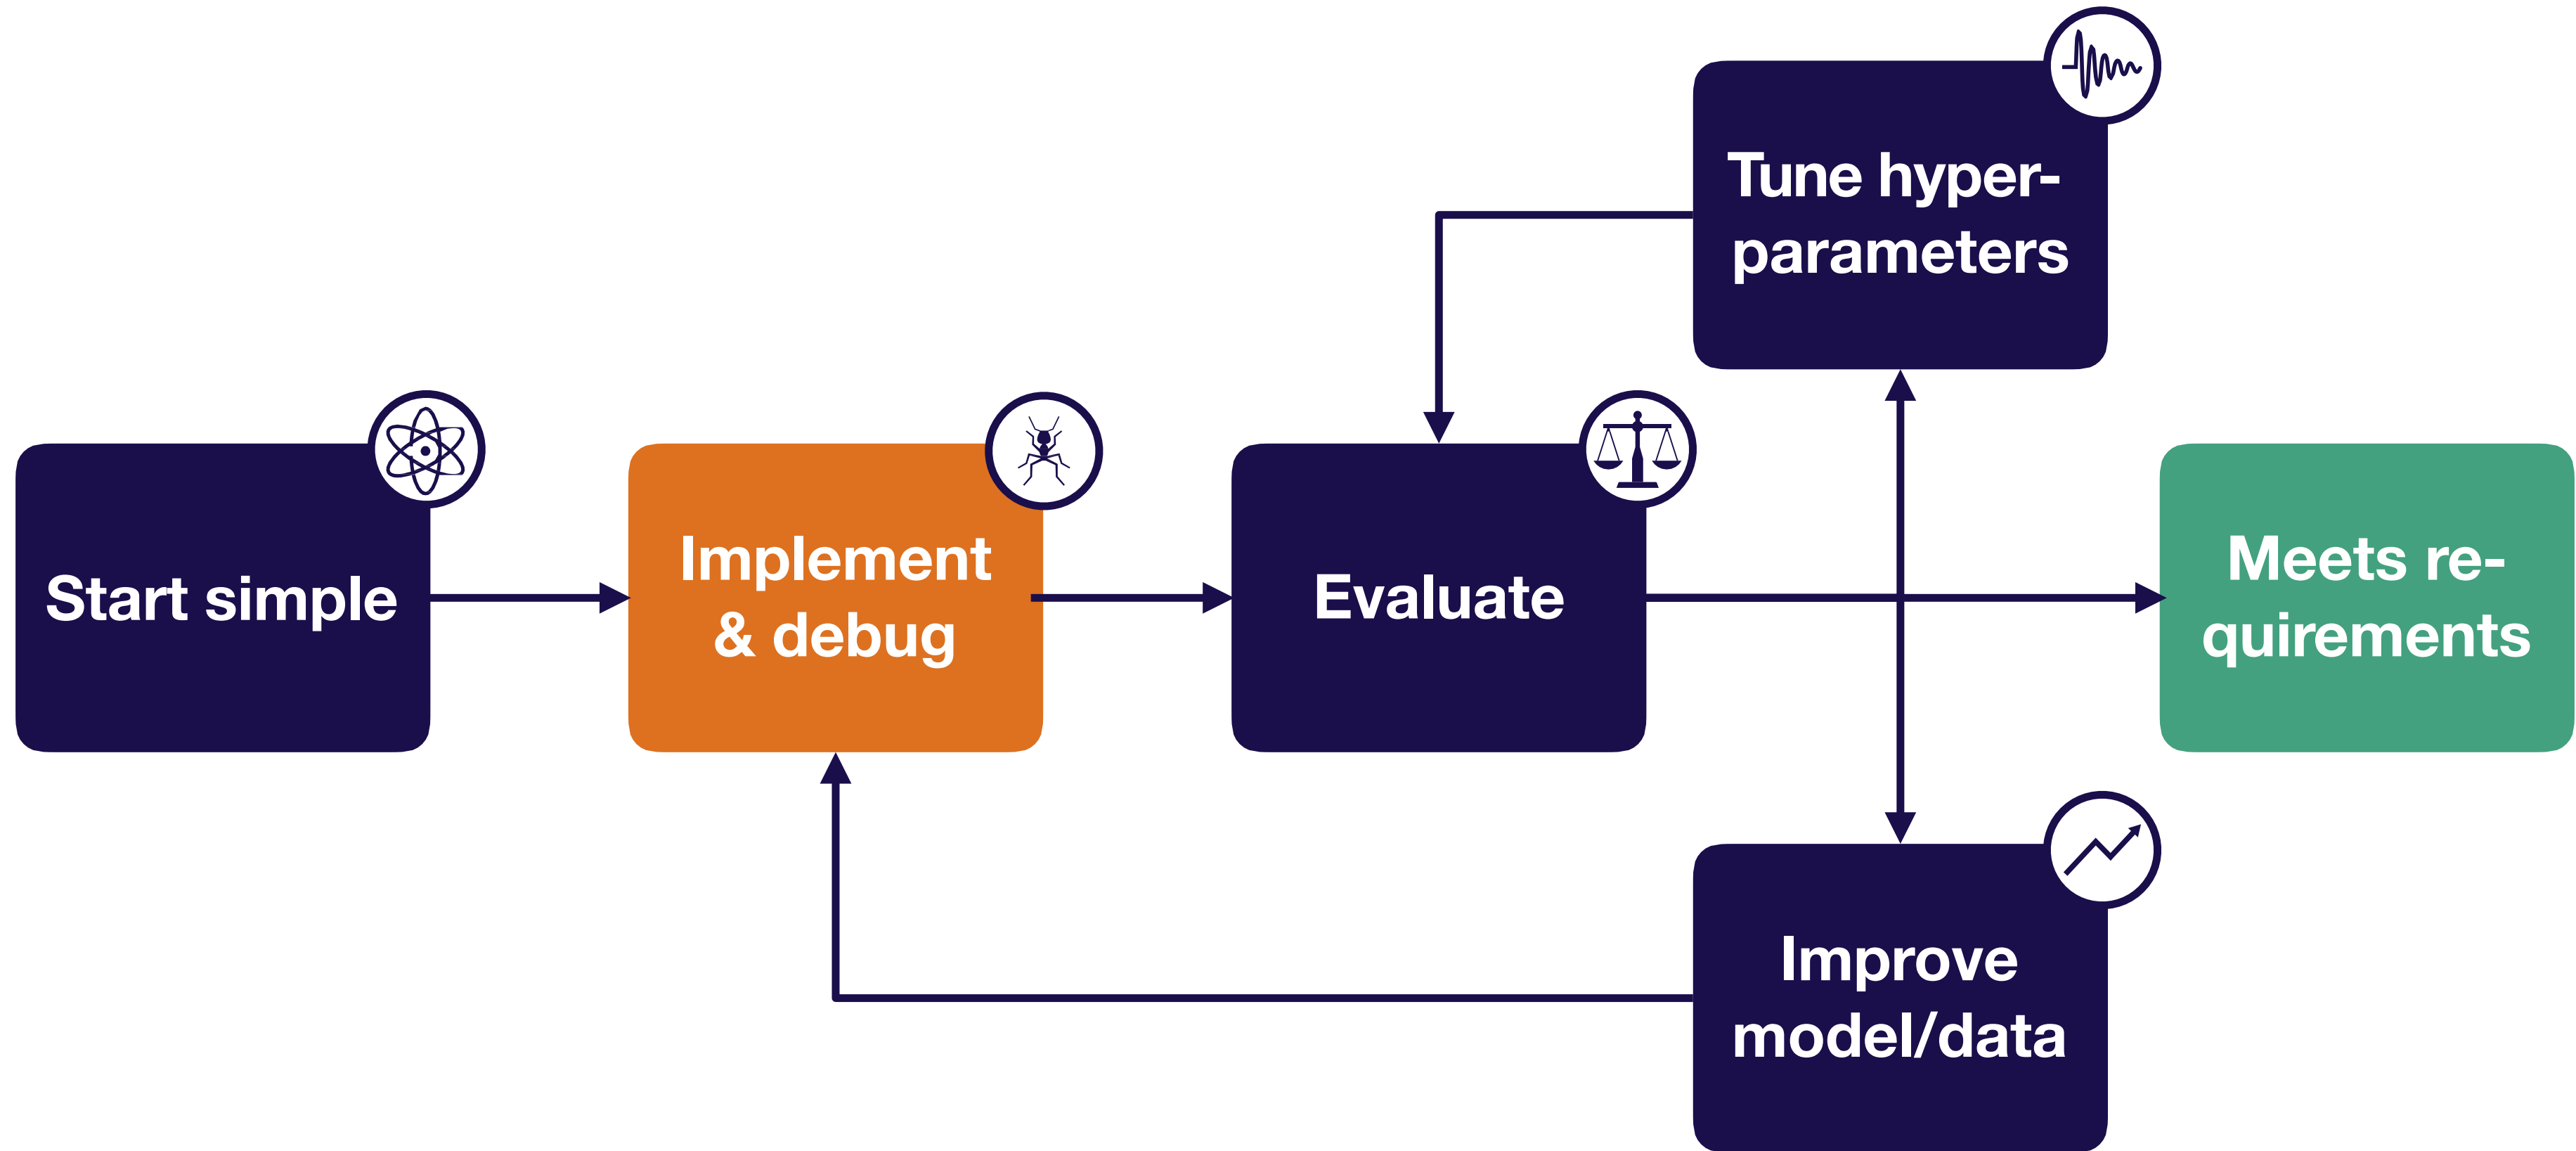 Tune hyper-
parameters
Start simple
Implement
& debug
Evaluate
Meets re-
quirements
Improve
model/data